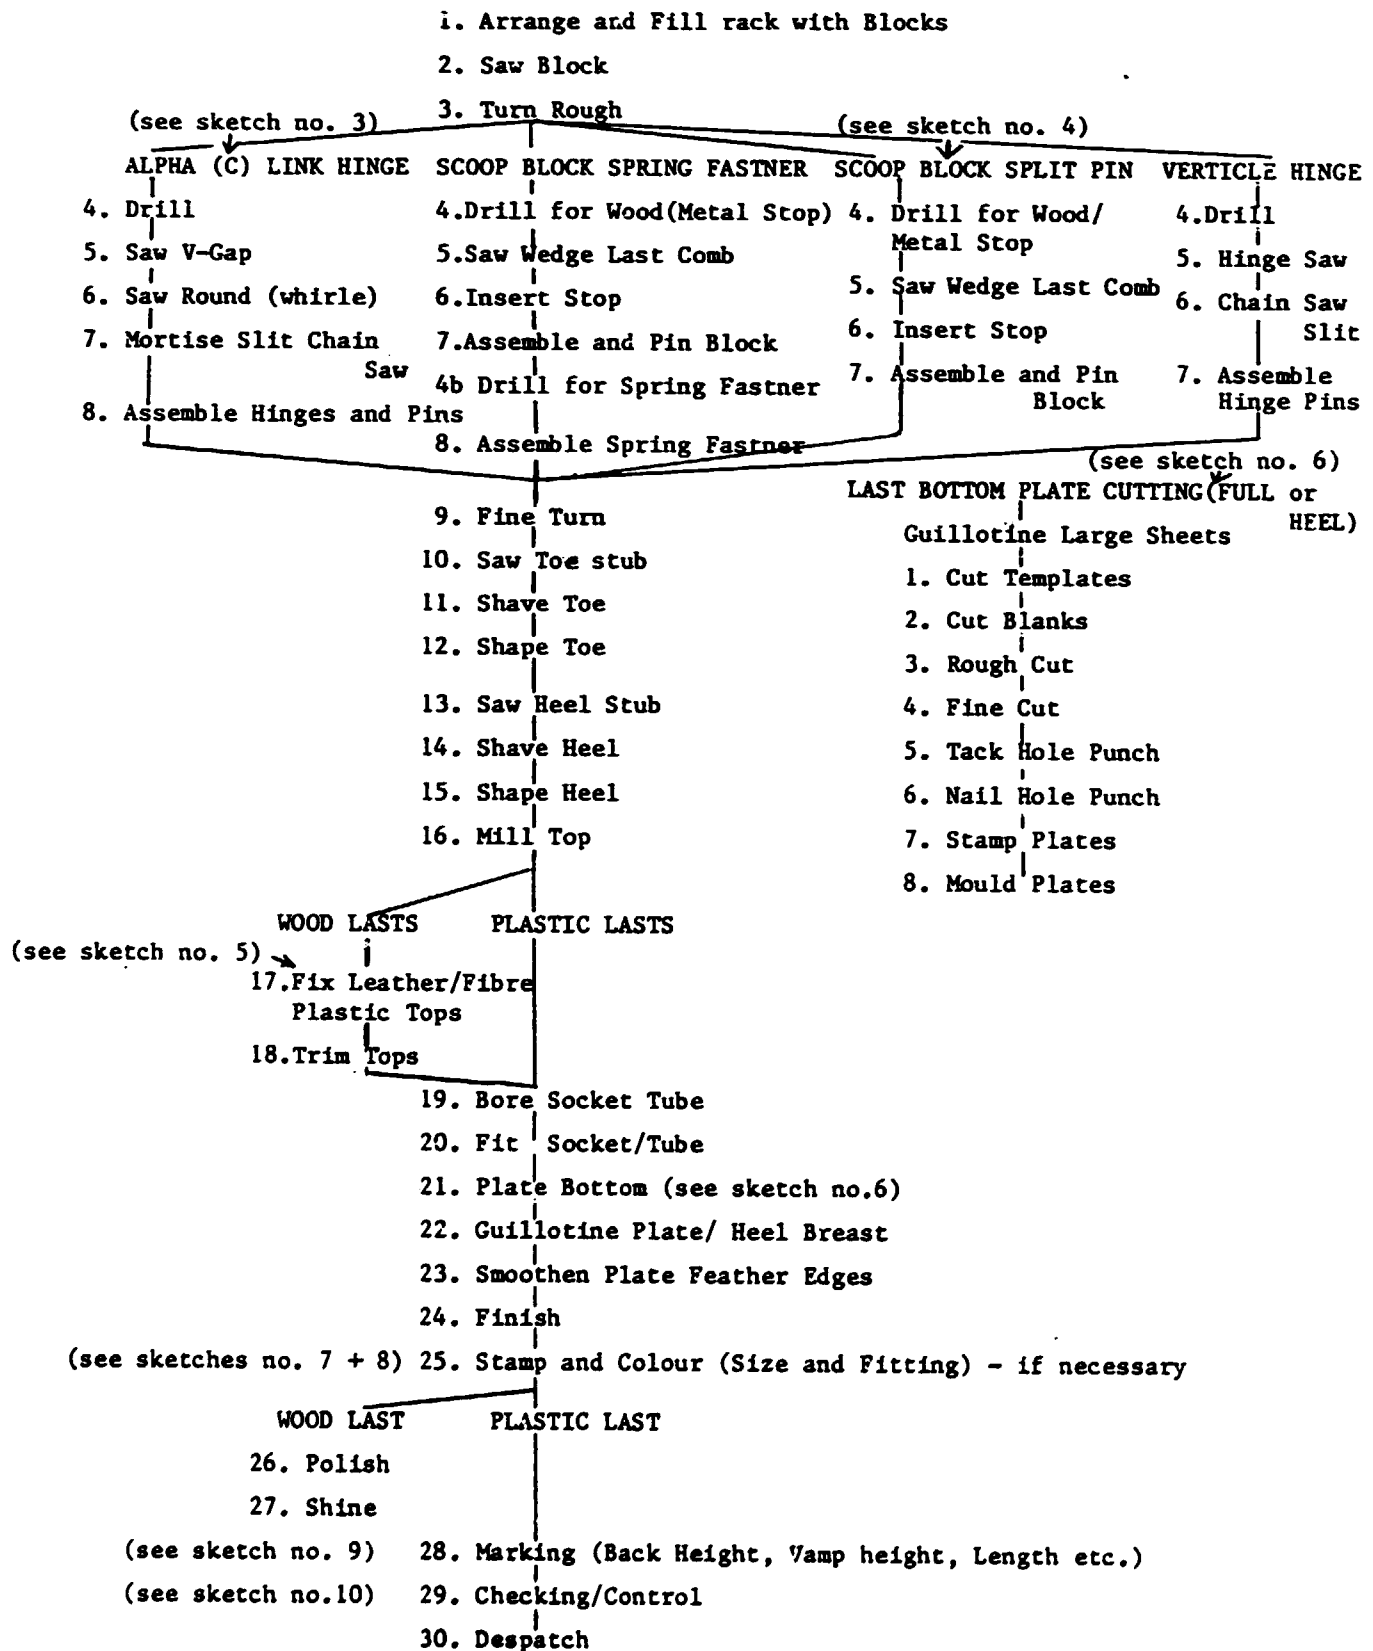 1. Arrange and Fill rack with Blocks
2. Saw Block
3. Turn Rough
(see sketch no. 3)
(see sketch no. 4)
ALPHA (C) LINK HINGE
4. Drill
5. Saw V-Gap
6. Saw Round (whirle)
7. Mortise Slit Chain
Saw
8. Assemble Hinges and Pins
SCOOP BLOCK SPRING FASTNER
4.Drill for Wood(Metal Stop)
5.Saw Wedge Last Comb
6.Insert Stop
7.Assemble and Pin Block
4b Drill for Spring Fastner
8. Assemble Spring Fastner
SCOOP BLOCK SPLIT PIN
4. Drill for Wood/
Metal Stop
5. Saw Wedge Last Comb
6. Insert Stop
7. Assemble and Pin
Block
VERTICLE HINGE
4.Drill
5. Hinge Saw
6. Chain Saw
Slit
7. Assemble
Hinge Pins
(see sketch no. 6)
LAST BOTTOM PLATE CUTTING(FULL or
HEEL)
Guillotine Large Sheets
1. Cut Templates
2. Cut Blanks
3. Rough Cut
4. Fine Cut
5. Tack Hole Punch
6. Nail Hole Punch
7. Stamp Plates
8. Mould Plates
9. Fine Turn
10. Saw Toe stub
11. Shave Toe
12. Shape Toe
13. Saw Heel Stub
14. Shave Heel
15. Shape Heel
16. Mill Top
WOOD LASTS
PLASTIC LASTS
(see sketch no. 5)
17.Fix Leather/Fibre
Plastic Tops
18.Trim Tops
19. Bore Socket Tube
20. Fit Socket/Tube
21. Plate Bottom (see sketch no.6)
22. Guillotine Plate/ Heel Breast
23. Smoothen Plate Feather Edges
24. Finish
(see sketches no. 7 + 8) 25. Stamp and Colour (Size and Fitting) - if necessary
WOOD LAST
PLASTIC LAST
26. Polish
27. Shine
(see sketch no. 9) 28. Marking (Back Height, Vamp height, Length etc.)
(see sketch no.10) 29. Checking/Control
30. Despatch